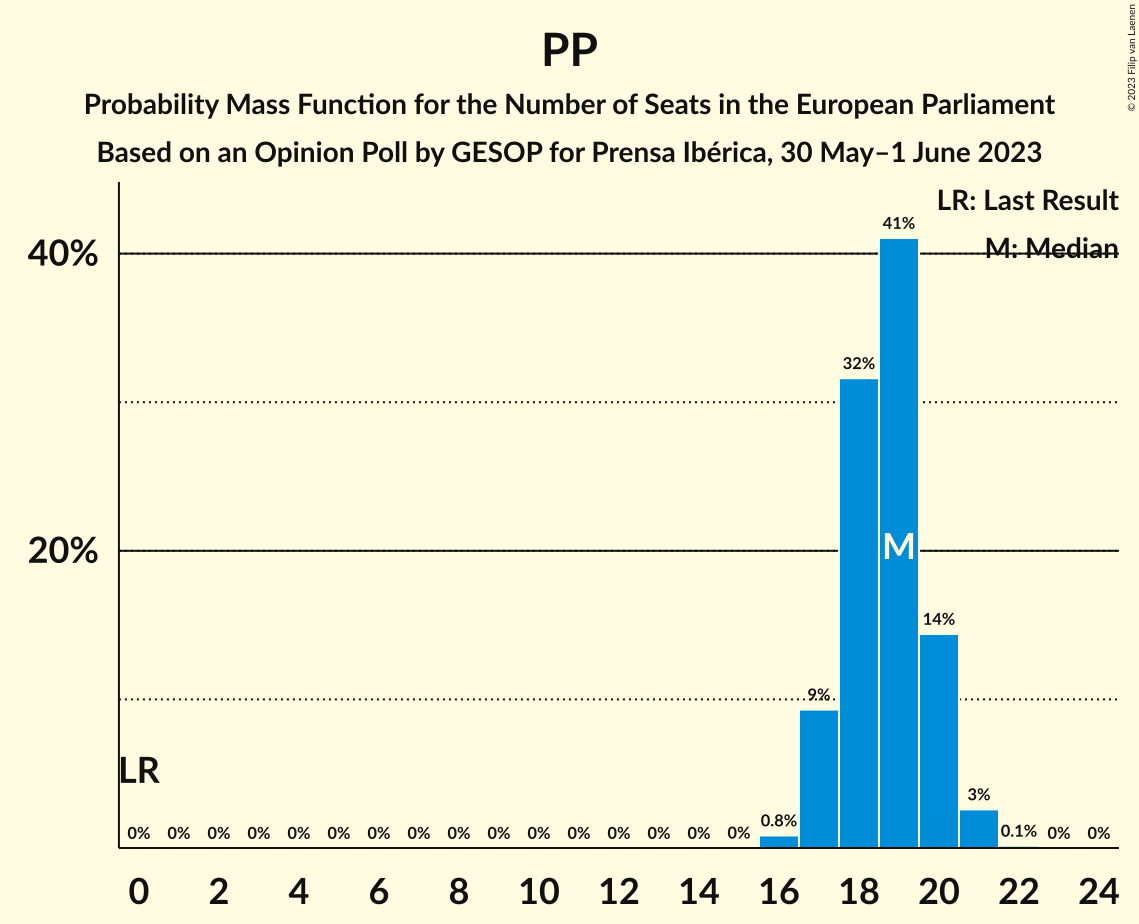 PP
Probability Mass Function for the Number of Seats in the European Parliament
Based on an Opinion Poll by GESOP for Prensa Ibérica, 30 May–1 June 2023
© 2023 Filip van Laenen
LR: Last Result
M: Median
40%
20%
41%
32%
M
14%
9%
LR
3%
0% 0% 0% 0% 0% 0% 0% 0% 0% 0% 0% 0% 0% 0% 0% 0% 0.8% 0.1% 0% 0%
0 2 4 6 8 10 12 14 16 18 20 22 24